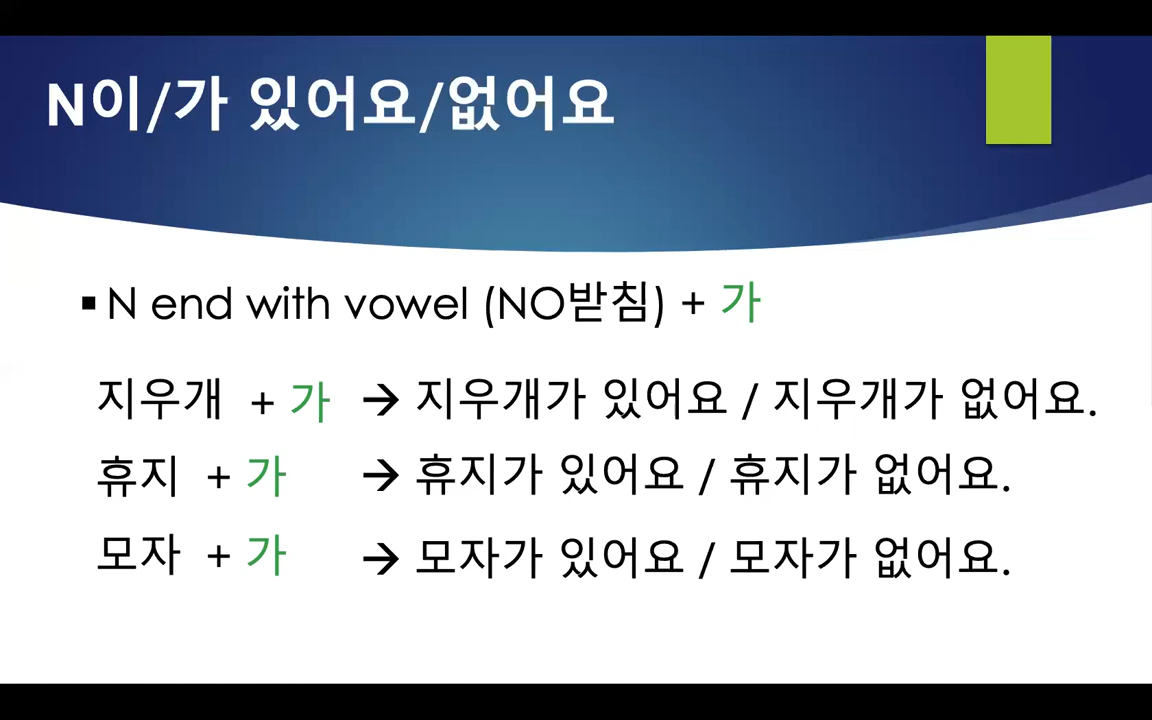 N이/가 있어요/없어요
▪ N end with vowel (NO받침) + 가
지우개 + 가 → 지우개가 있어요 / 지우개가 없어요.
휴지 + 가 → 휴지가 있어요 / 휴지가 없어요.
모자 + 가 → 모자가 있어요 / 모자가 없어요.